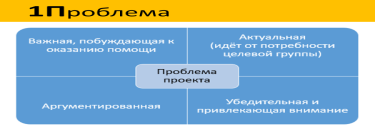 1Проблема
Важная, побуждающая к
оказанию помощи
Актуальная
(идёт от потребности
целевой группы)
Проблема
проекта
Аргументированная
Убедительная и
привлекающая внимание